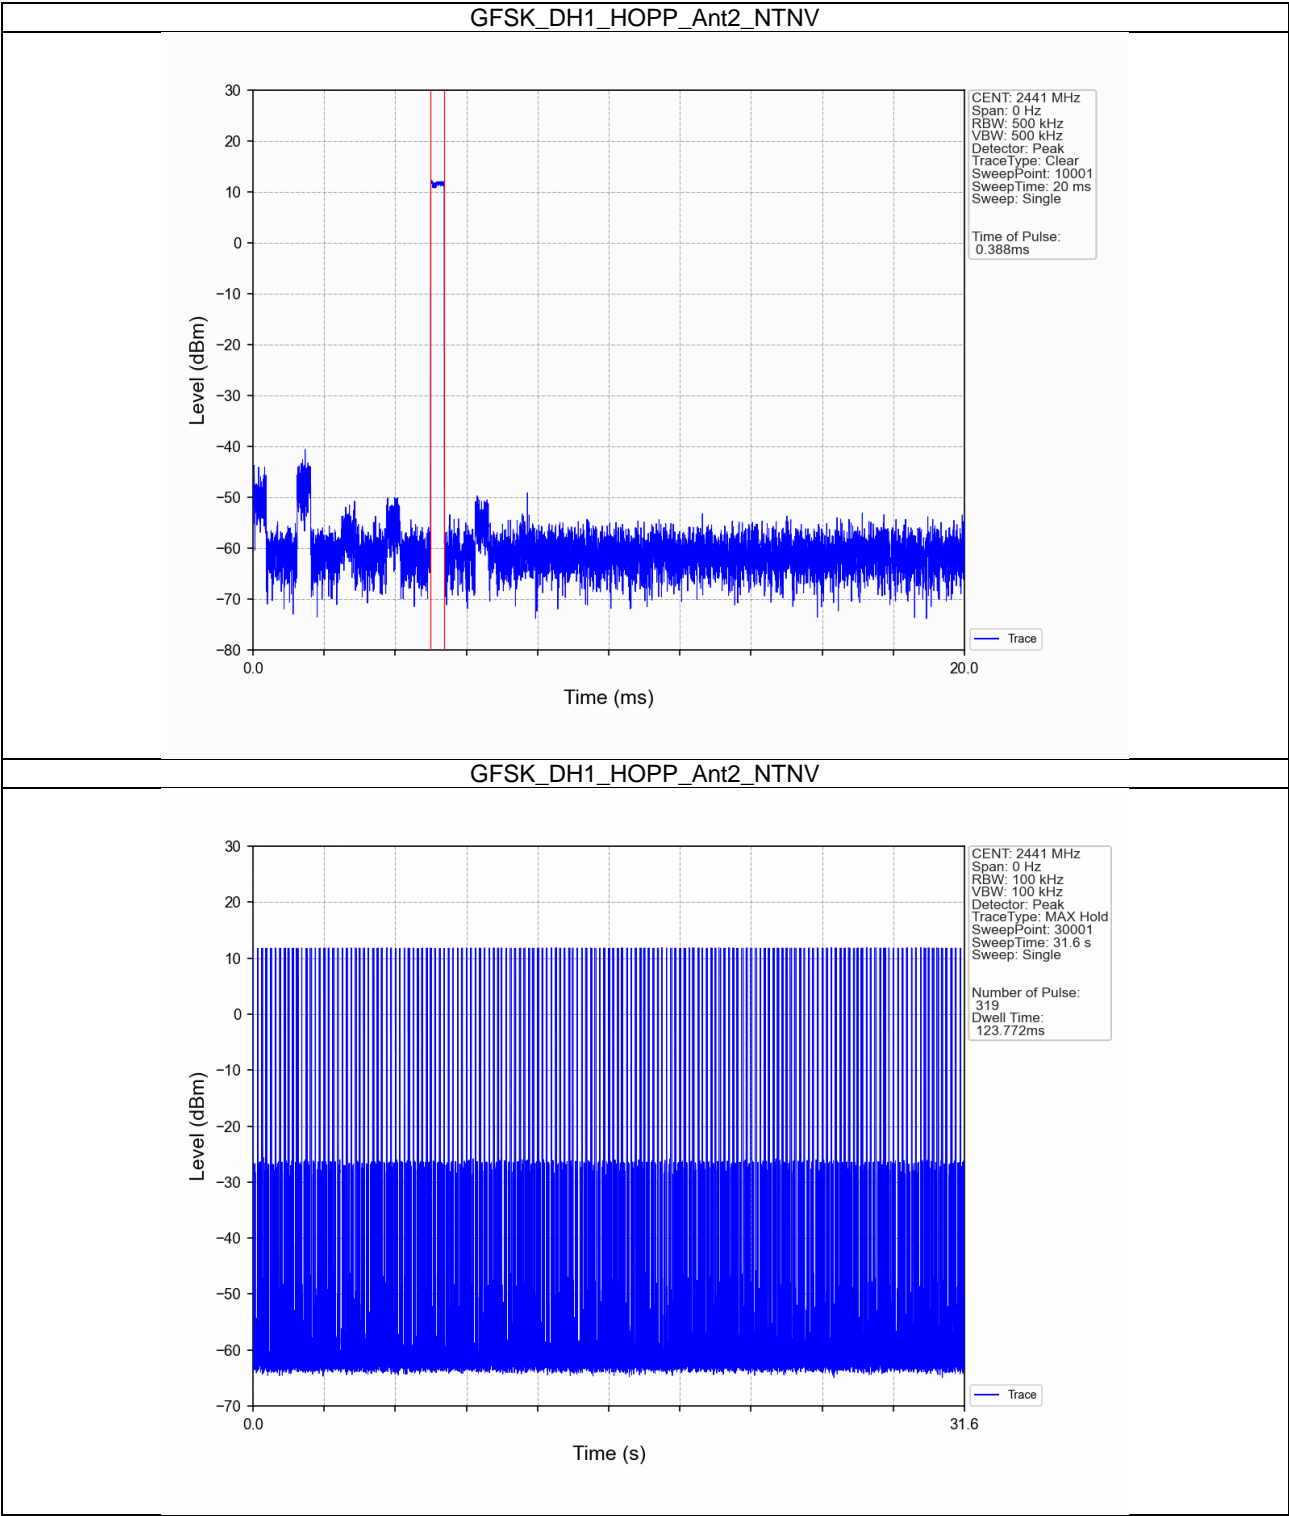 GFSK_DH1_HOPP_Ant2_NTNV
30
20
10
0
−10
−20
−30
−40
−50
−60
−70
−80
Level (dBm)
0.0
20.0
Time (ms)
CENT: 2441 MHz
Span: 0 Hz
RBW: 500 kHz
VBW: 500 kHz
Detector: Peak
TraceType: Clear
SweepPoint: 10001
SweepTime: 20 ms
Sweep: Single
Time of Pulse:
0.388ms
Trace
GFSK_DH1_HOPP_Ant2_NTNV
30
20
10
0
−10
−20
−30
−40
−50
−60
−70
Level (dBm)
0.0
31.6
Time (s)
CENT: 2441 MHz
Span: 0 Hz
RBW: 100 kHz
VBW: 100 kHz
Detector: Peak
TraceType: MAX Hold
SweepPoint: 30001
SweepTime: 31.6 s
Sweep: Single
Number of Pulse:
319
Dwell Time:
123.772ms
Trace